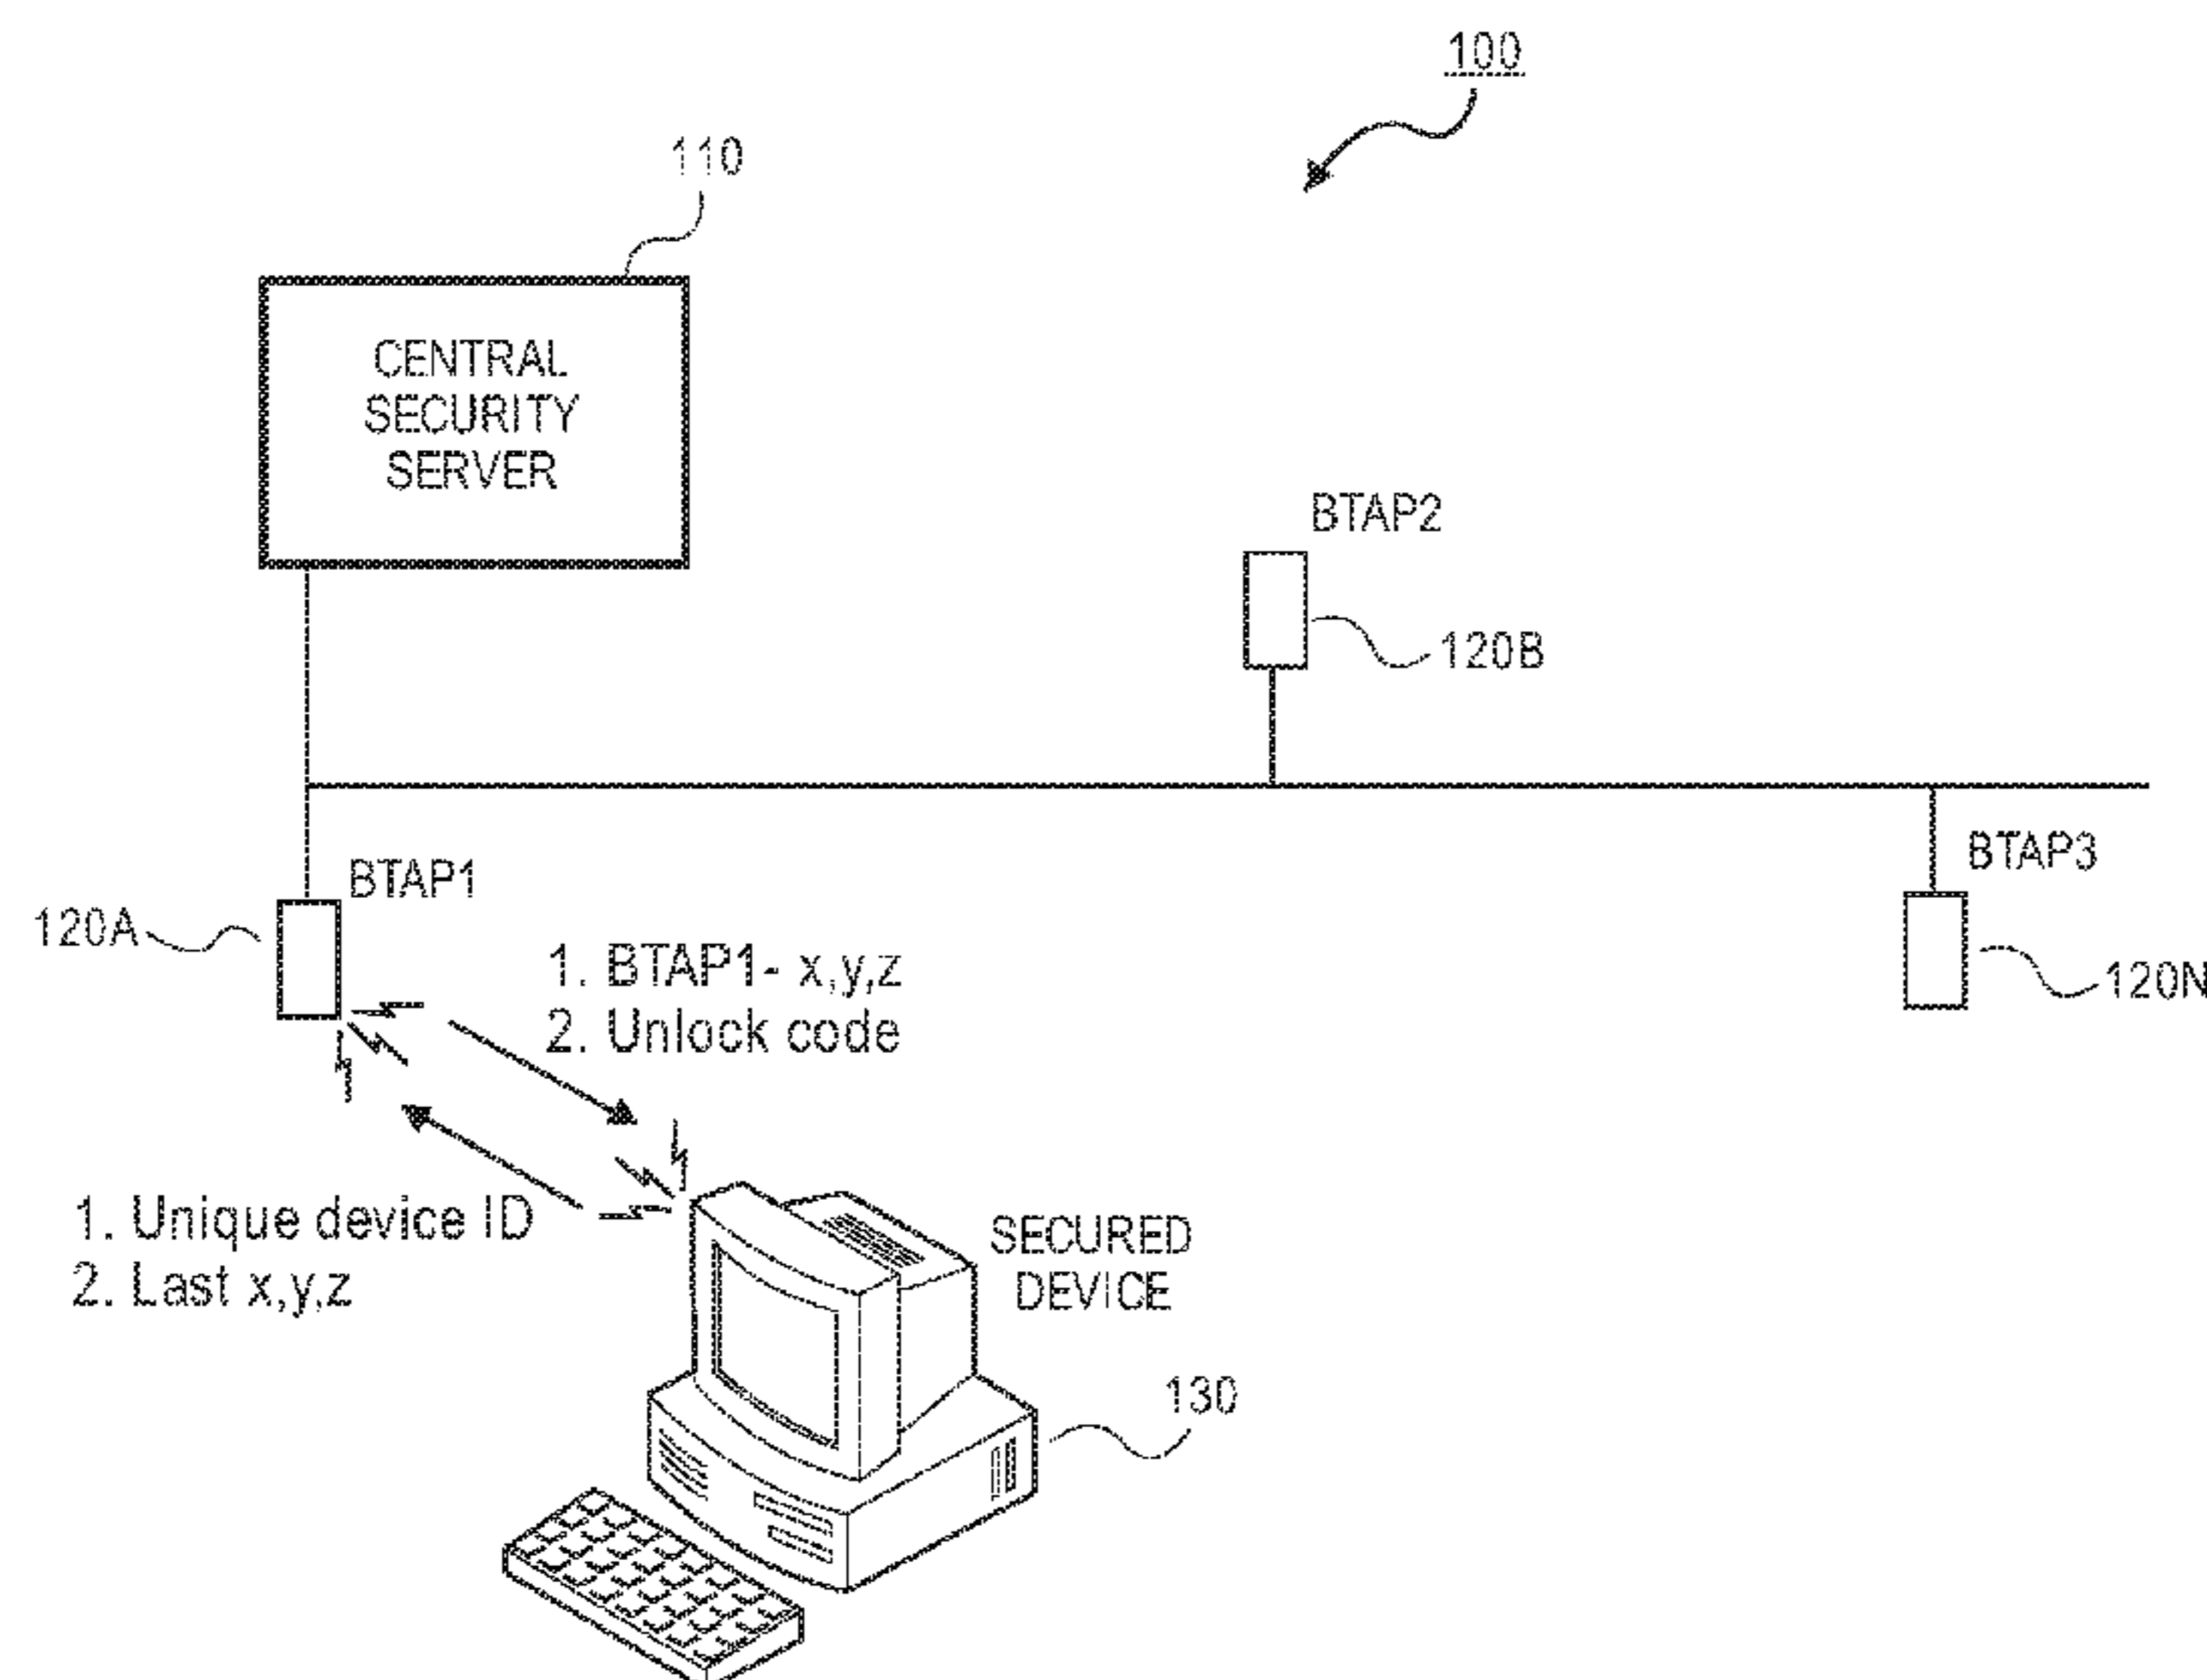 100
110
CENTRAL
SECURITY
SERVER
BTAP2
120B
BTAP1
BTAP3
120A
120N
1. BTAP1- x,y,z
2. Unlock code
1. Unique device ID
2. Last x,y,z
SECURED
DEVICE
130